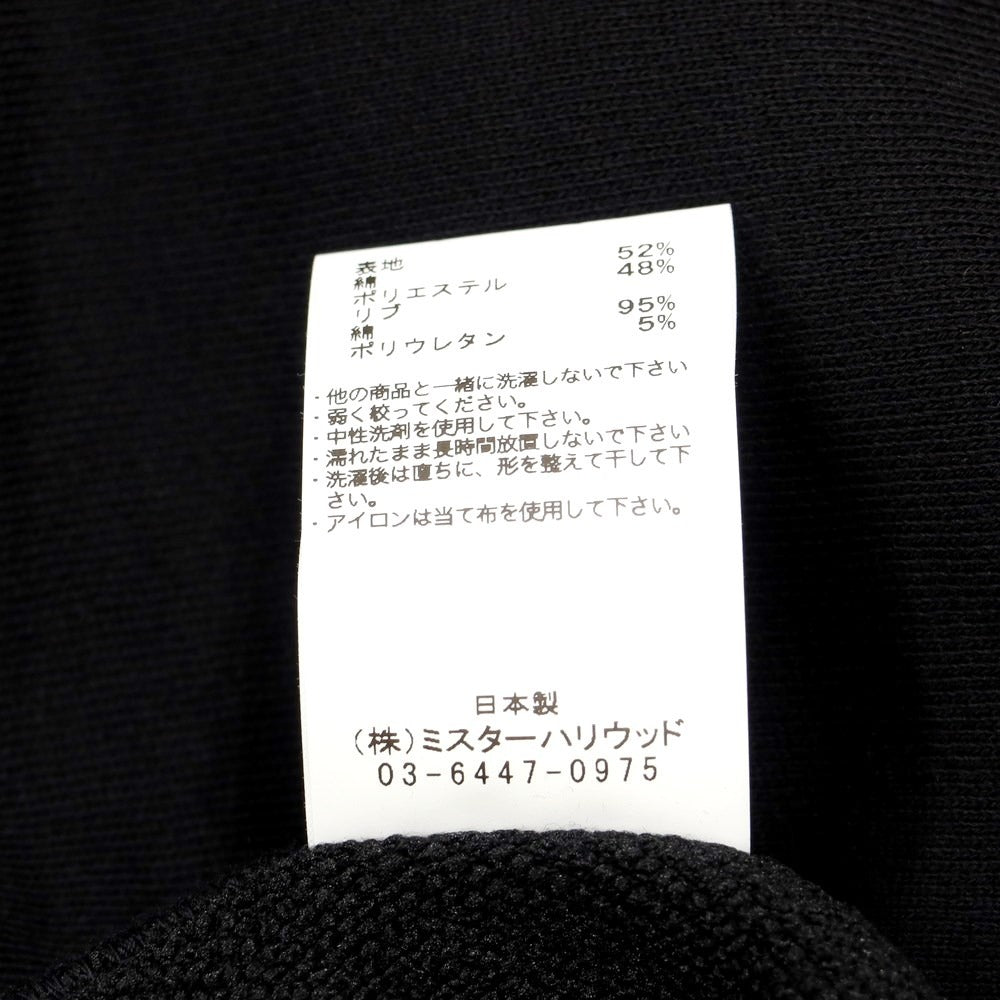 表地
綿 52%
ポリエステル 48%
リブ
綿 95%
ポリウレタン 5%
・他の商品と一緒に洗濯しないで下さい
・弱く絞ってください。
・中性洗剤を使用して下さい。
・濡れたまま長時間放置しないで下さい
・洗濯後は直ちに、形を整えて干して下
さい。
・アイロンは当て布を使用して下さい。
日本製
(株)ミスターハリウッド
03-6447-0975